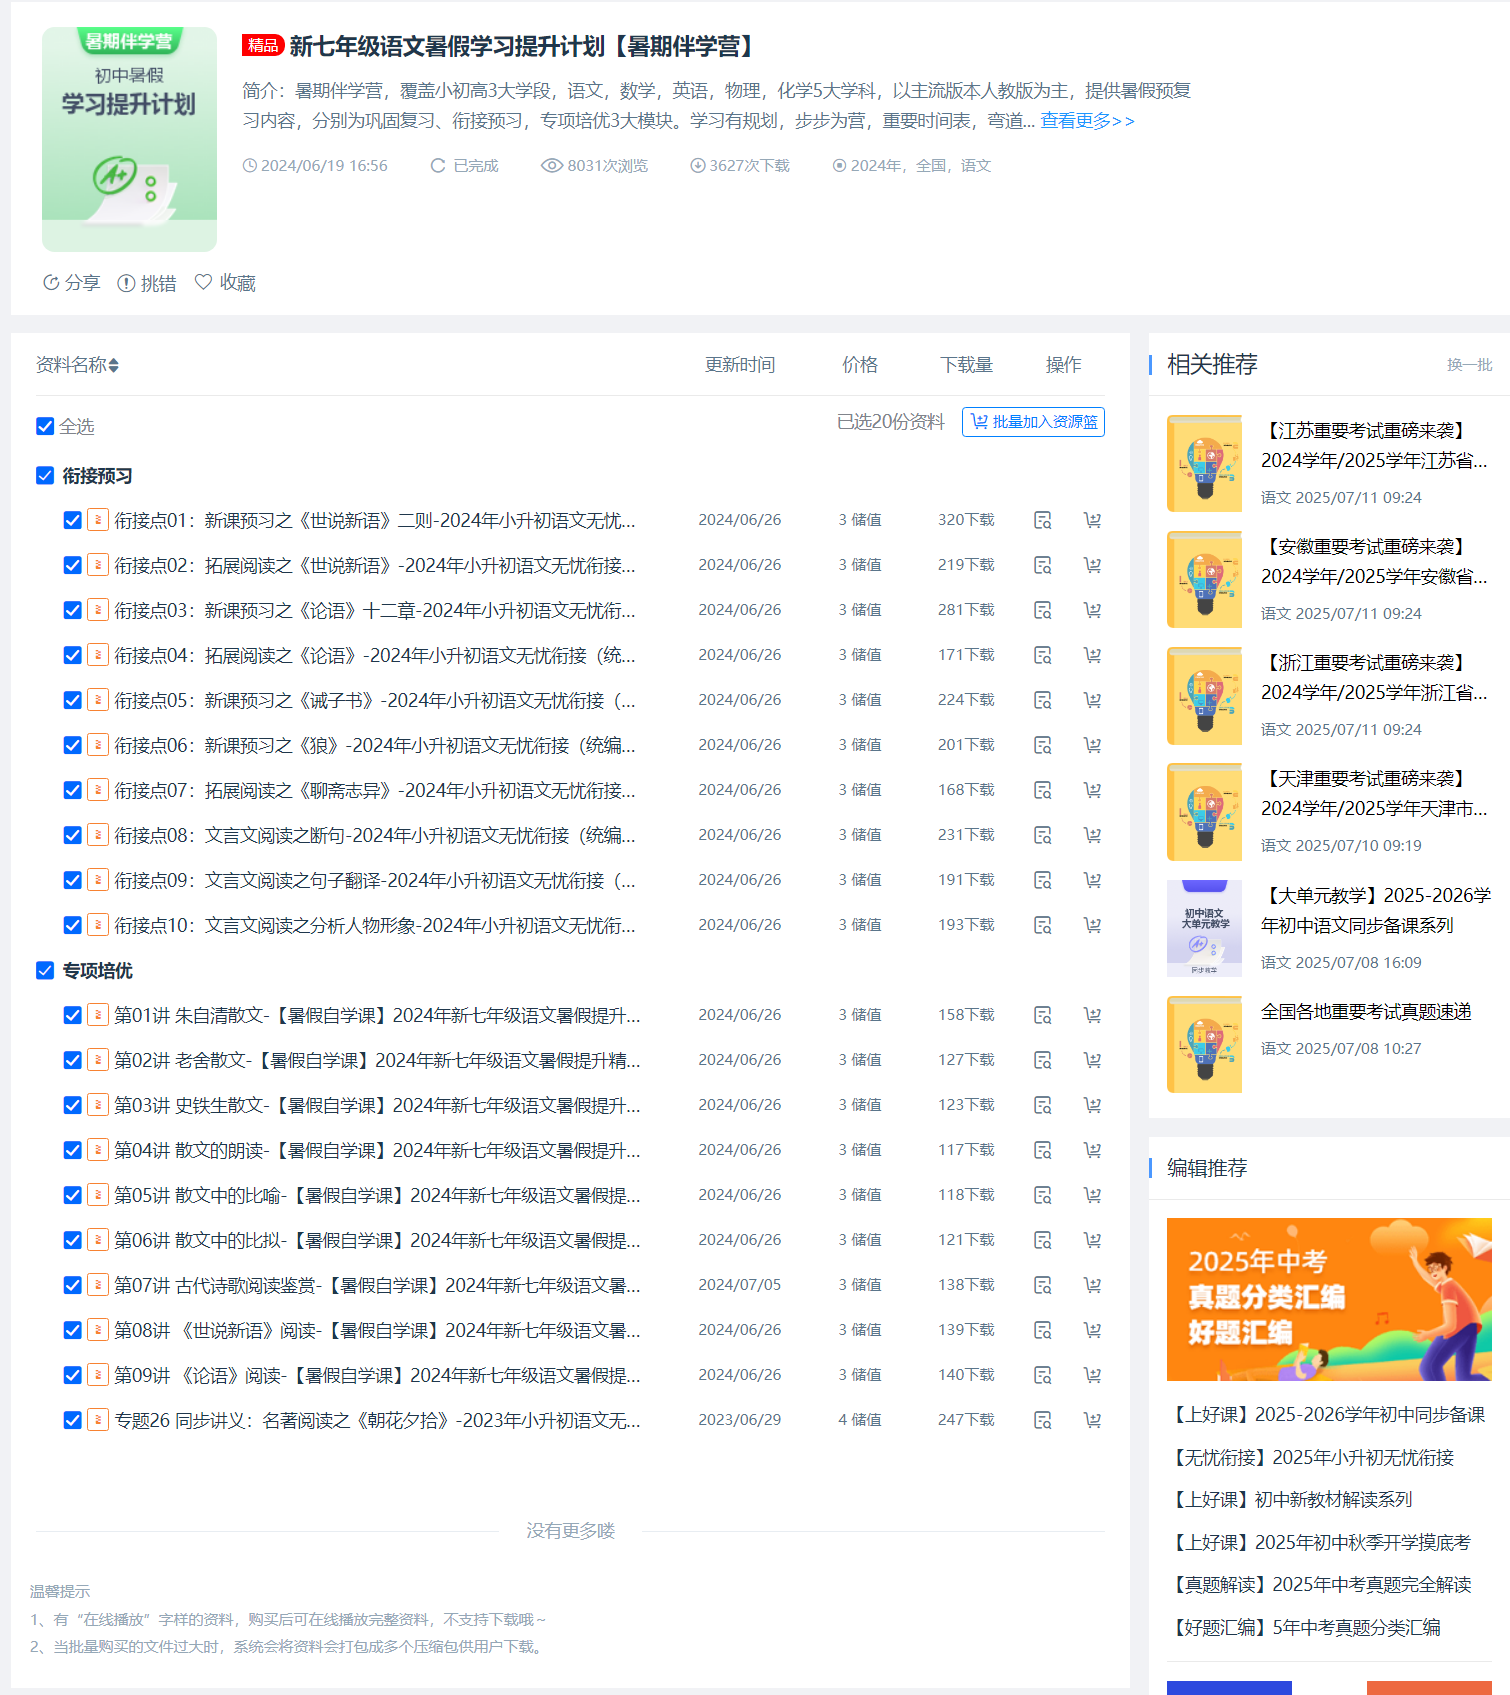 暑期伴学营
初中暑假
学习提升计划
A+
精品 新七年级语文暑假学习提升计划【暑期伴学营】
简介：暑期伴学营，覆盖小初高3大学段，语文，数学，英语，物理，化学5大学科，以主流版本人教版为主，提供暑假预复
习内容，分别为巩固复习、衔接预习，专项培优3大模块。学习有规划，步步为营，重要时间表，弯道... 查看更多>>
2024/06/19 16:56 已完成 8031次浏览 3627次下载 2024年，全国，语文
分享 挑错 收藏
资料名称 更新时间 价格 下载量 操作
全选 已选20份资料 批量加入资源篮
衔接预习
衔接点01：新课预习之《世说新语》二则-2024年小升初语文无忧... 2024/06/26 3 储值 320下载
衔接点02：拓展阅读之《世说新语》-2024年小升初语文无忧衔接... 2024/06/26 3 储值 219下载
衔接点03：新课预习之《论语》十二章-2024年小升初语文无忧衔... 2024/06/26 3 储值 281下载
衔接点04：拓展阅读之《论语》-2024年小升初语文无忧衔接（统... 2024/06/26 3 储值 171下载
衔接点05：新课预习之《诫子书》-2024年小升初语文无忧衔接（... 2024/06/26 3 储值 224下载
衔接点06：新课预习之《狼》-2024年小升初语文无忧衔接（统编... 2024/06/26 3 储值 201下载
衔接点07：拓展阅读之《聊斋志异》-2024年小升初语文无忧衔接... 2024/06/26 3 储值 168下载
衔接点08：文言文阅读之断句-2024年小升初语文无忧衔接（统编... 2024/06/26 3 储值 231下载
衔接点09：文言文阅读之句子翻译-2024年小升初语文无忧衔接（... 2024/06/26 3 储值 191下载
衔接点10：文言文阅读之分析人物形象-2024年小升初语文无忧衔... 2024/06/26 3 储值 193下载
专项培优
第01讲 朱自清散文-【暑假自学课】2024年新七年级语文暑假提升... 2024/06/26 3 储值 158下载
第02讲 老舍散文-【暑假自学课】2024年新七年级语文暑假提升精... 2024/06/26 3 储值 127下载
第03讲 史铁生散文-【暑假自学课】2024年新七年级语文暑假提升... 2024/06/26 3 储值 123下载
第04讲 散文的朗读-【暑假自学课】2024年新七年级语文暑假提升... 2024/06/26 3 储值 117下载
第05讲 散文中的比喻-【暑假自学课】2024年新七年级语文暑假提... 2024/06/26 3 储值 118下载
第06讲 散文中的比拟-【暑假自学课】2024年新七年级语文暑假提... 2024/06/26 3 储值 121下载
第07讲 古代诗歌阅读鉴赏-【暑假自学课】2024年新七年级语文暑... 2024/07/05 3 储值 138下载
第08讲 《世说新语》阅读-【暑假自学课】2024年新七年级语文暑... 2024/06/26 3 储值 139下载
第09讲 《论语》阅读-【暑假自学课】2024年新七年级语文暑假提... 2024/06/26 3 储值 140下载
专题26 同步讲义：名著阅读之《朝花夕拾》-2023年小升初语文无... 2023/06/29 4 储值 247下载
没有更多喽
温馨提示
1、有“在线播放”字样的资料，购买后可在线播放完整资料，不支持下载哦～
2、当批量购买的文件过大时，系统会将资料会打包成多个压缩包供用户下载。
相关推荐 换一批
【江苏重要考试重磅来袭】
2024学年/2025学年江苏省...
语文 2025/07/11 09:24
【安徽重要考试重磅来袭】
2024学年/2025学年安徽省...
语文 2025/07/11 09:24
【浙江重要考试重磅来袭】
2024学年/2025学年浙江省...
语文 2025/07/11 09:24
【天津重要考试重磅来袭】
2024学年/2025学年天津市...
语文 2025/07/10 09:19
初中语文
大单元教学
同步教学
【大单元教学】2025-2026学
年初中语文同步备课系列
语文 2025/07/08 16:09
全国各地重要考试真题速递
语文 2025/07/08 10:27
编辑推荐
2025年中考
真题分类汇编
好题汇编
【上好课】2025-2026学年初中同步备课
【无忧衔接】2025年小升初无忧衔接
【上好课】初中新教材解读系列
【上好课】2025年初中秋季开学摸底考
【真题解读】2025年中考真题完全解读
【好题汇编】5年中考真题分类汇编